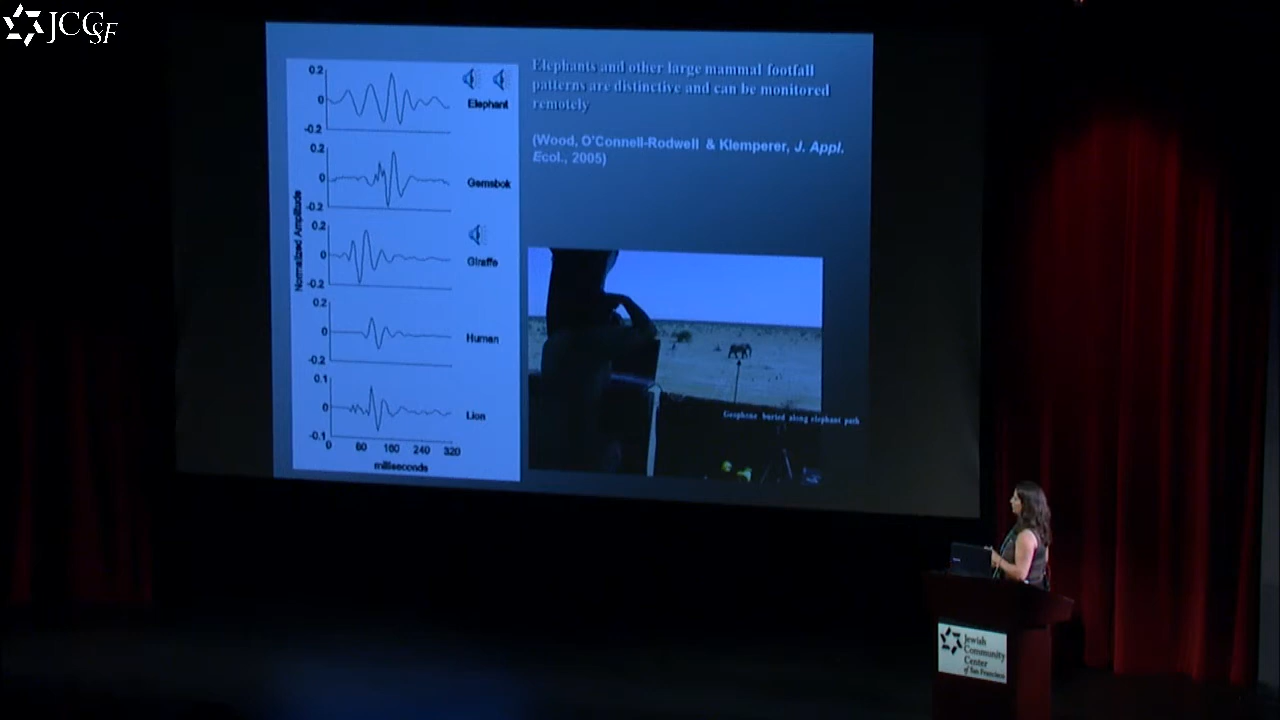 JCCSF
Elephants and other large mammal footfall
patterns are distinctive and can be monitored
remotely
(Wood, O'Connell-Rodwell & Klemperer, J. Appl.
Ecol., 2005)
Normalized Amplitude
0.2
0
-0.2
Elephant
0.2
0
-0.2
Gemsbok
0.2
0
-0.2
Giraffe
0.2
0
-0.2
Human
0.1
0
-0.1
Lion
0 80 160 240 320
milliseconds
Geophone buried along elephant path
Jewish
Community
Center
of San Francisco